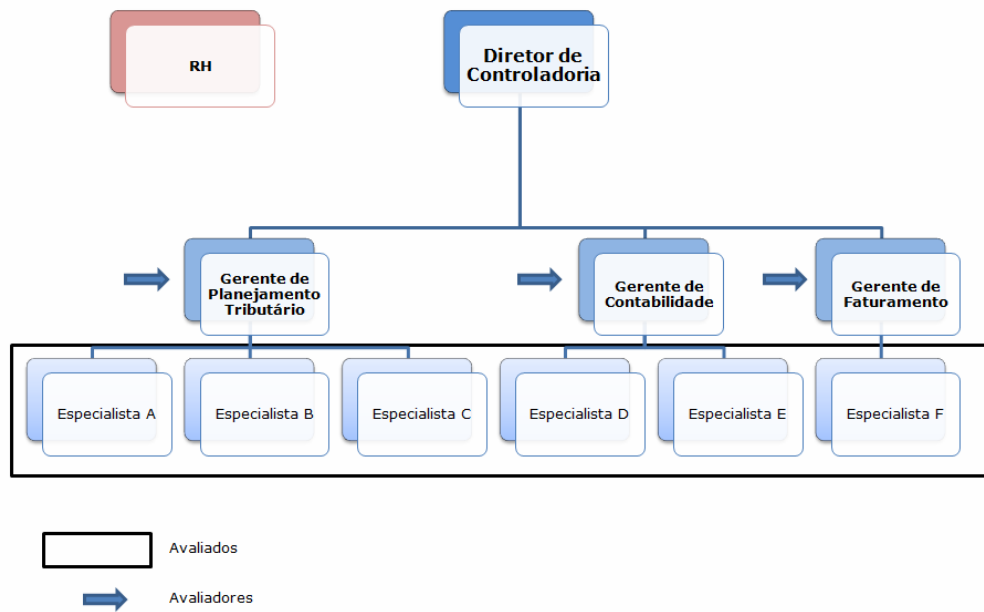 RH
Diretor de
Controladoria
Gerente de
Planejamento
Tributário
Gerente de
Contabilidade
Gerente de
Faturamento
Especialista A
Especialista B
Especialista C
Especialista D
Especialista E
Especialista F
Avaliados
Avaliadores